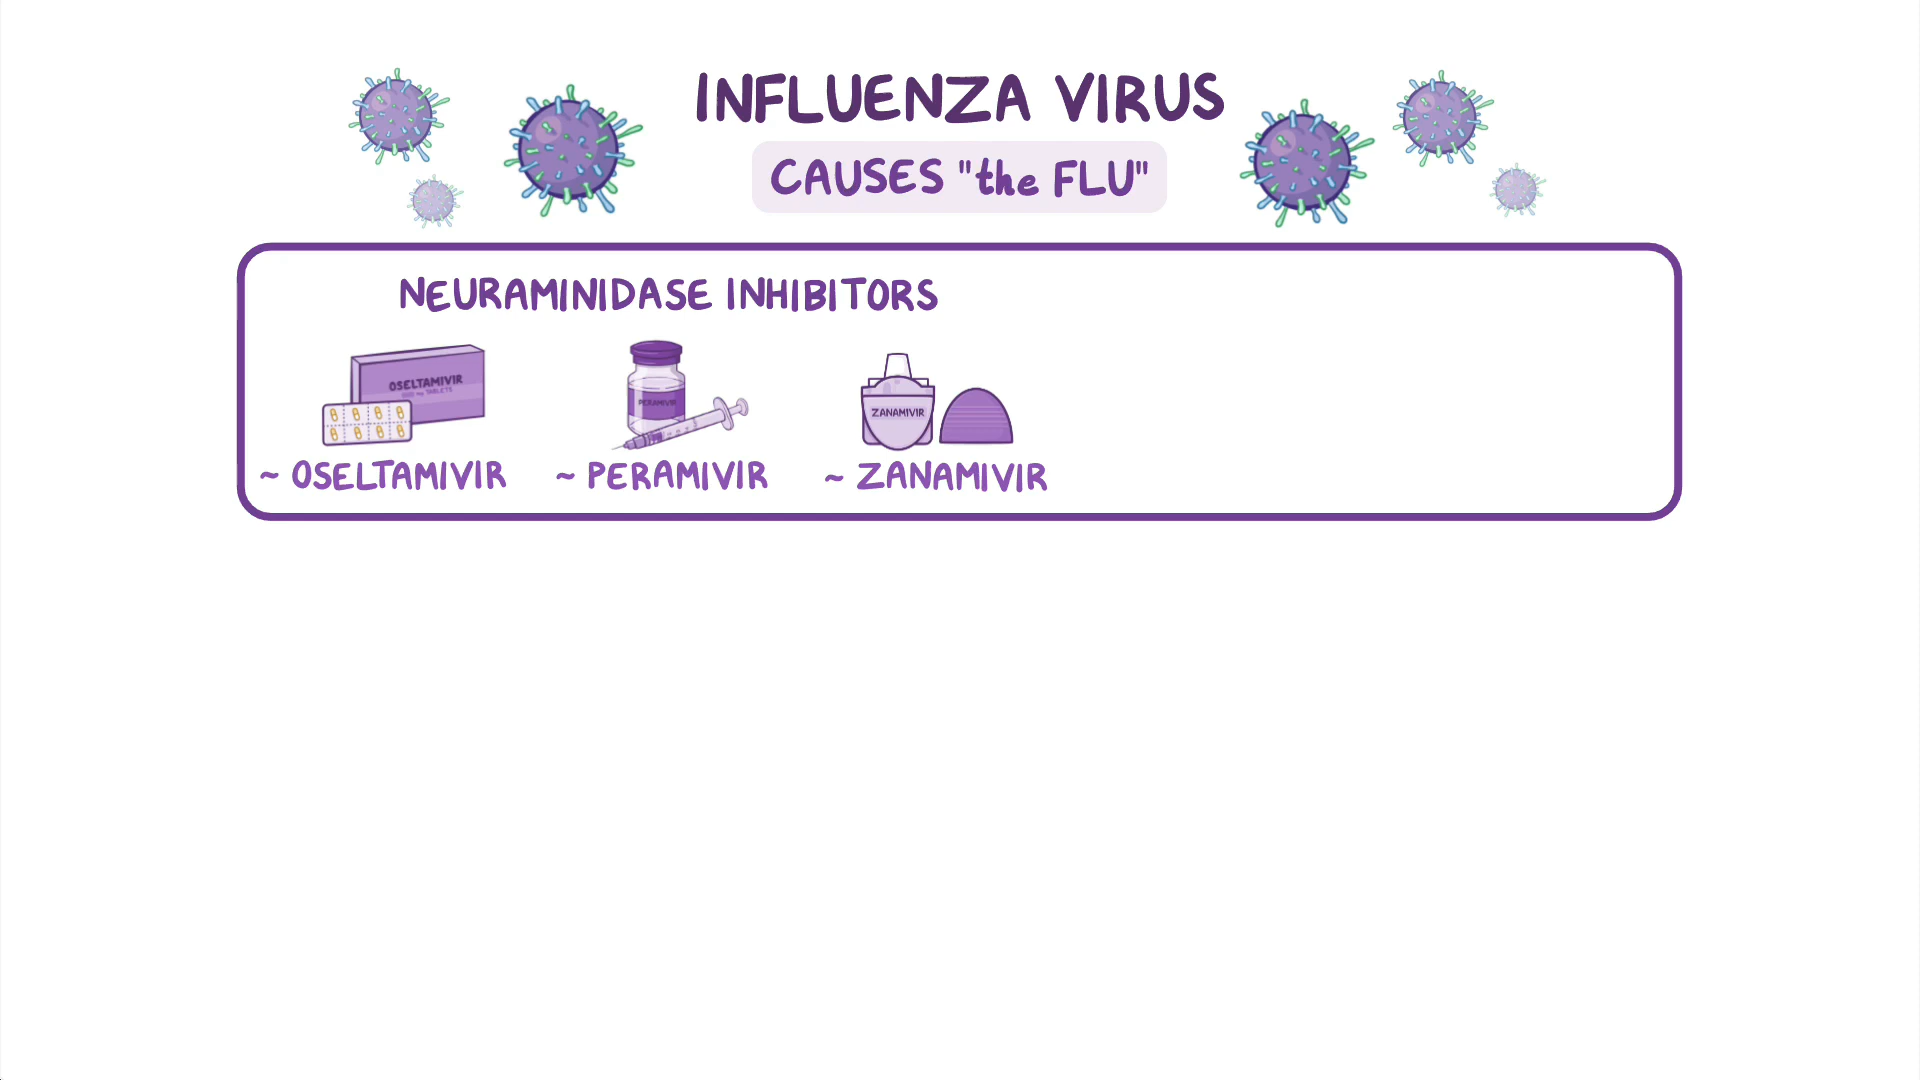 INFLUENZA VIRUS
CAUSES "the FLU"
NEURAMINIDASE INHIBITORS
OSELTAMIVIR
PERAMIVIR
ZANAMIVIR
~ OSELTAMIVIR
~ PERAMIVIR
~ ZANAMIVIR